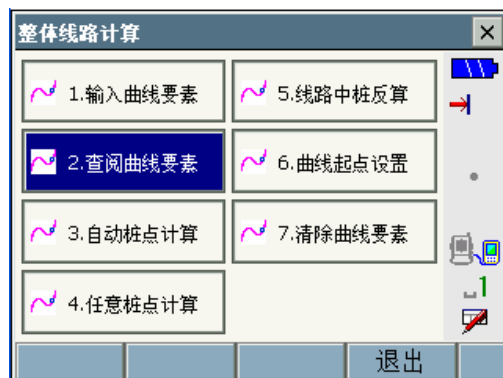 整体线路计算
1.输入曲线要素
5.线路中桩反算
2.查阅曲线要素
6.曲线起点设置
3.自动桩点计算
7.清除曲线要素
4.任意桩点计算
1
退出